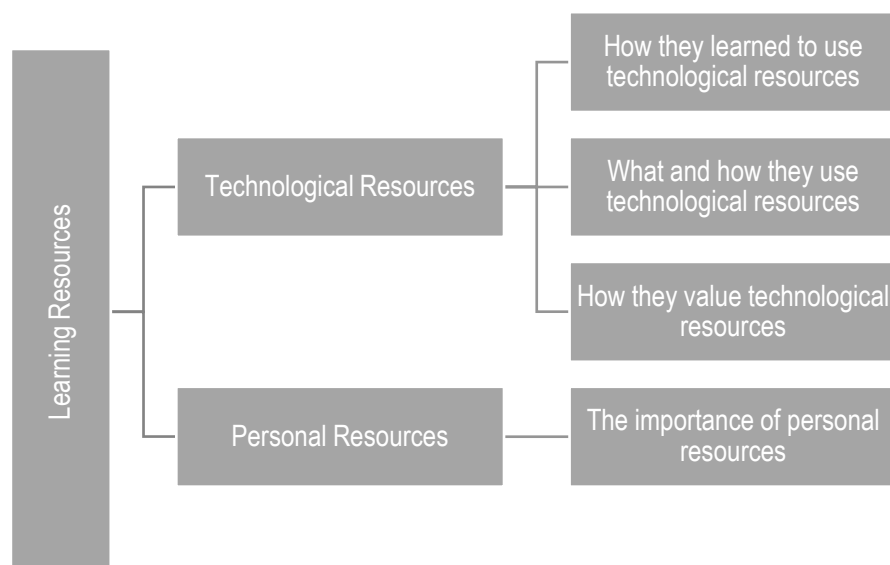 Learning Resources
Technological Resources
How they learned to use
technological resources
What and how they use
technological resources
How they value technological
resources
Personal Resources
The importance of personal
resources